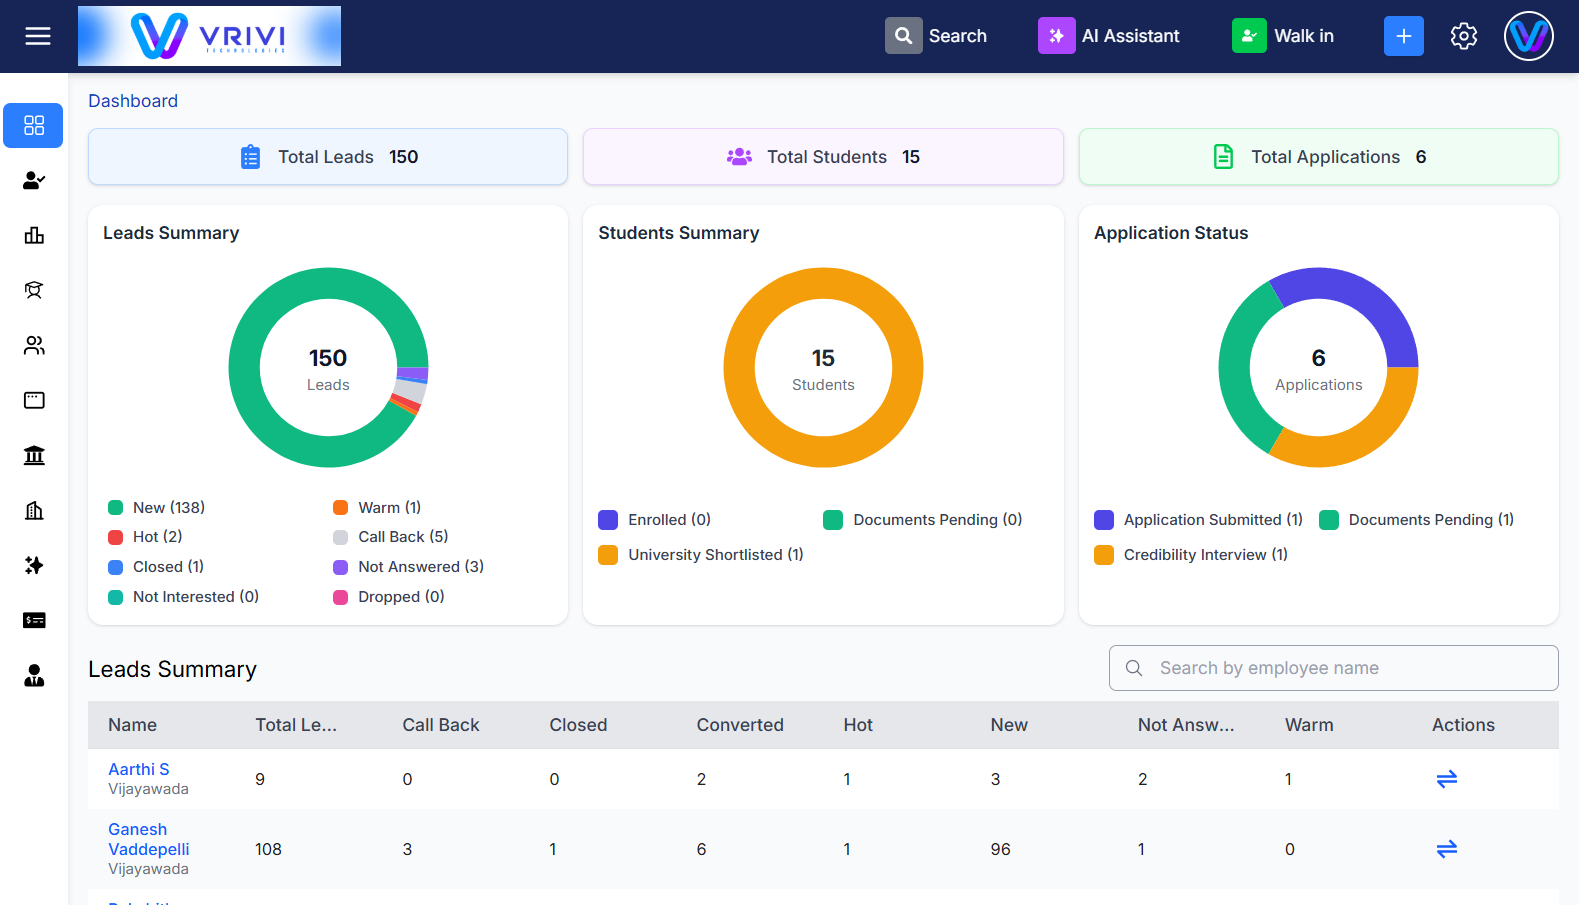 VRIVI
TECHNOLOGIES
Search
AI Assistant
Walk in
Dashboard
Total Leads 150
Total Students 15
Total Applications 6
Leads Summary
150
Leads
New (138)
Warm (1)
Hot (2)
Call Back (5)
Closed (1)
Not Answered (3)
Not Interested (0)
Dropped (0)
Students Summary
15
Students
Enrolled (0)
Documents Pending (0)
University Shortlisted (1)
Application Status
6
Applications
Application Submitted (1)
Documents Pending (1)
Credibility Interview (1)
Leads Summary
Search by employee name
Name Total Le... Call Back Closed Converted Hot New Not Answ... Warm Actions
Aarthi S
Vijayawada
9 0 0 2 1 3 2 1
Ganesh
Vaddepelli
Vijayawada
108 3 1 6 1 96 1 0